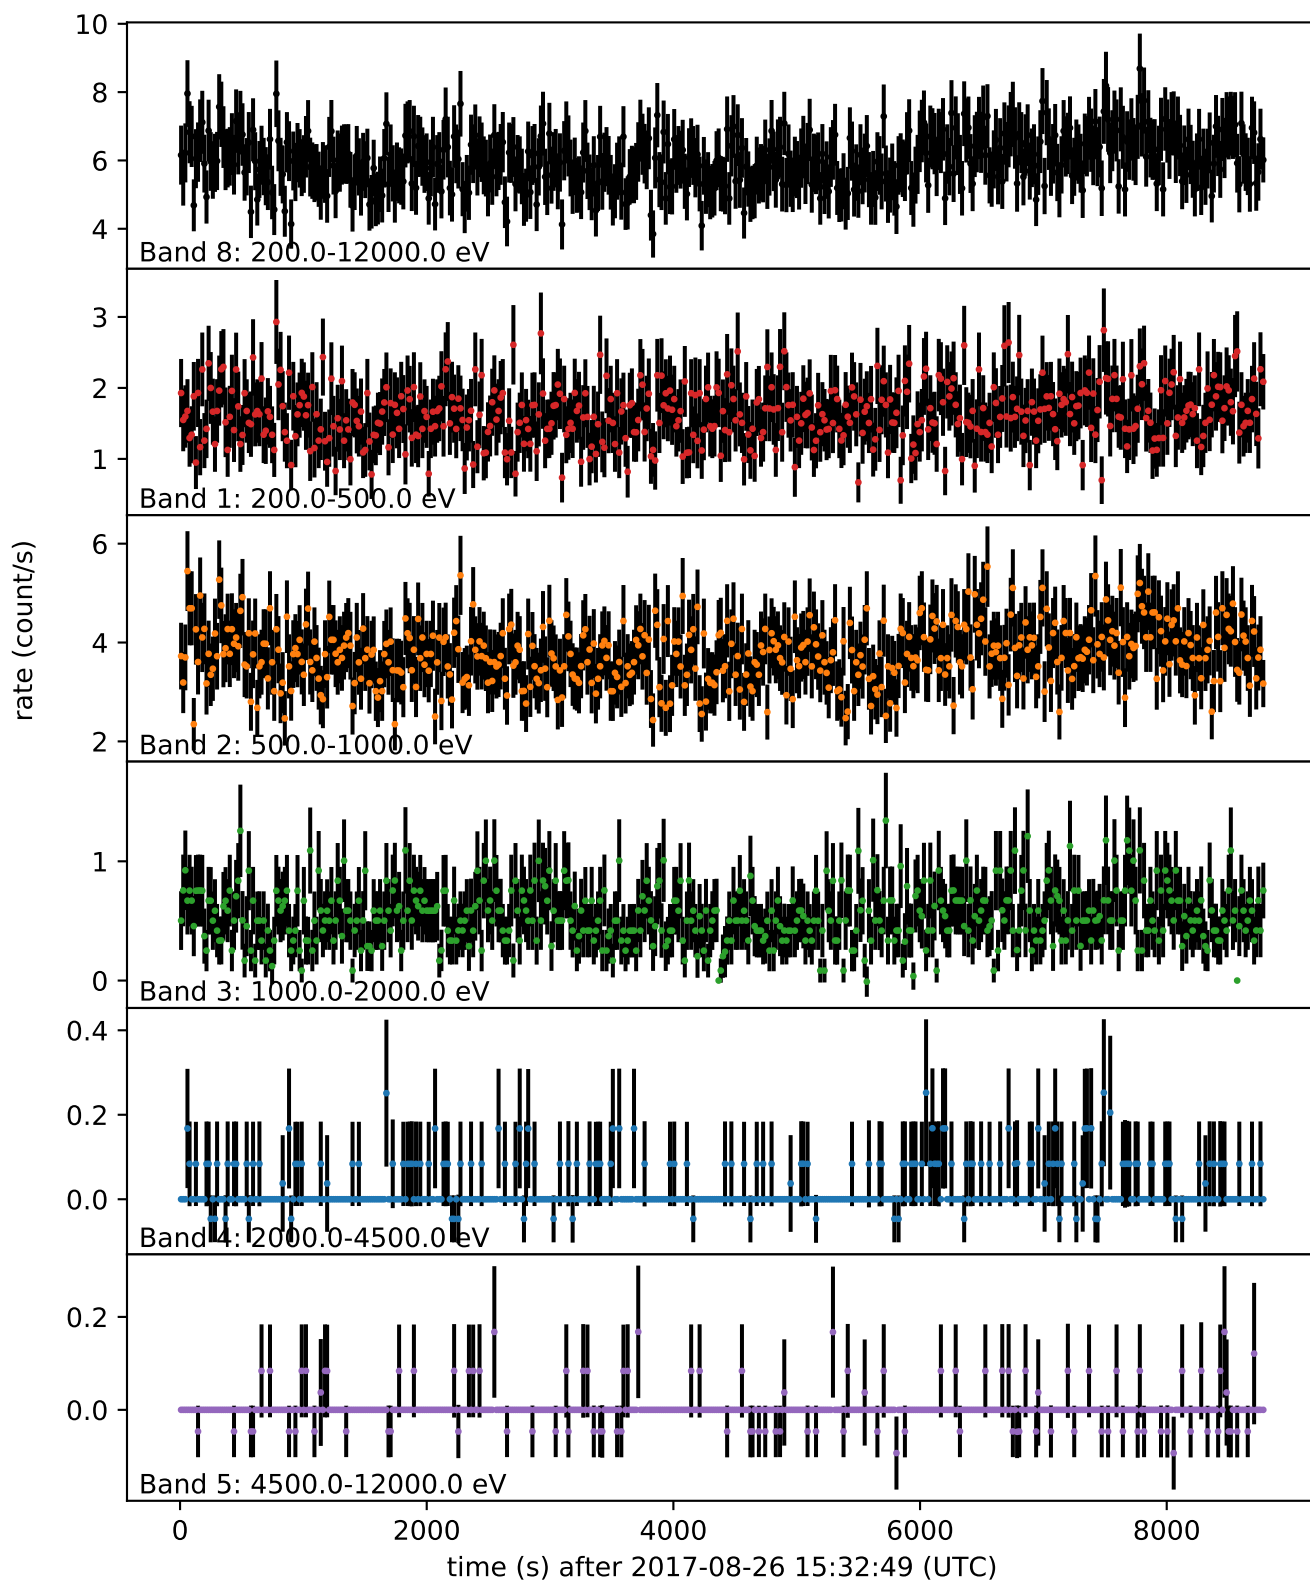 10
8
6
4
Band 8: 200.0-12000.0 eV
3
2
1
Band 1: 200.0-500.0 eV
rate (count/s)
6
4
2
Band 2: 500.0-1000.0 eV
1
0
Band 3: 1000.0-2000.0 eV
0.4
0.2
0.0
Band 4: 2000.0-4500.0 eV
0.2
0.0
Band 5: 4500.0-12000.0 eV
0 2000 4000 6000 8000
time (s) after 2017-08-26 15:32:49 (UTC)